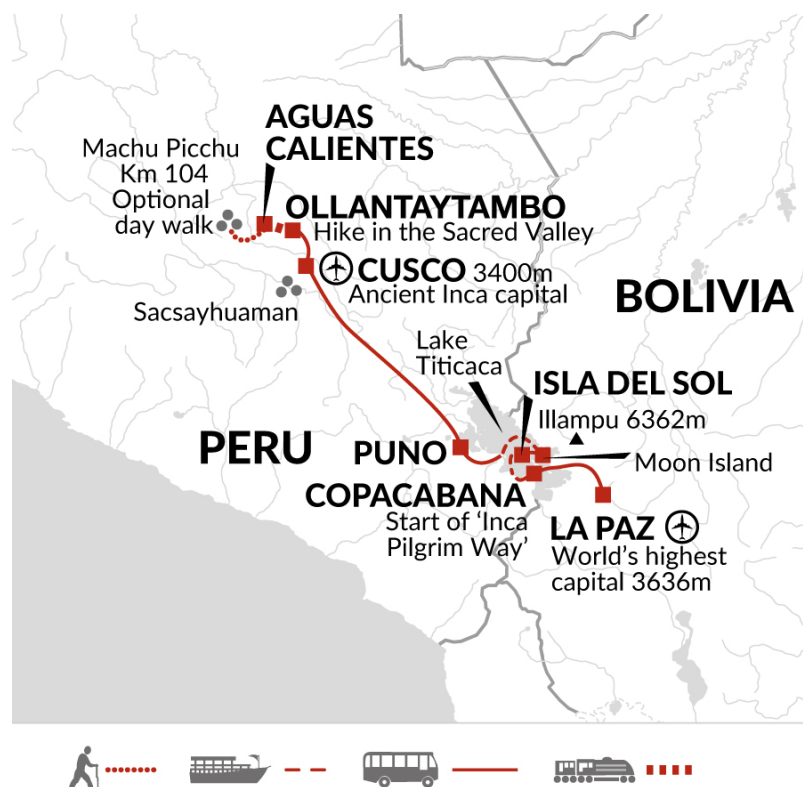 AGUAS
CALIENTES
Machu Picchu
Km 104
Optional
day walk
OLLANTAYTAMBO
Hike in the Sacred Valley
CUSCO 3400m
Ancient Inca capital
Sacsayhuaman
BOLIVIA
Lake
Titicaca
ISLA DEL SOL
Illampu 6362m
PERU
PUNO
Moon Island
COPACABANA
Start of ‘Inca
Pilgrim Way’
LA PAZ
World’s highest
capital 3636m